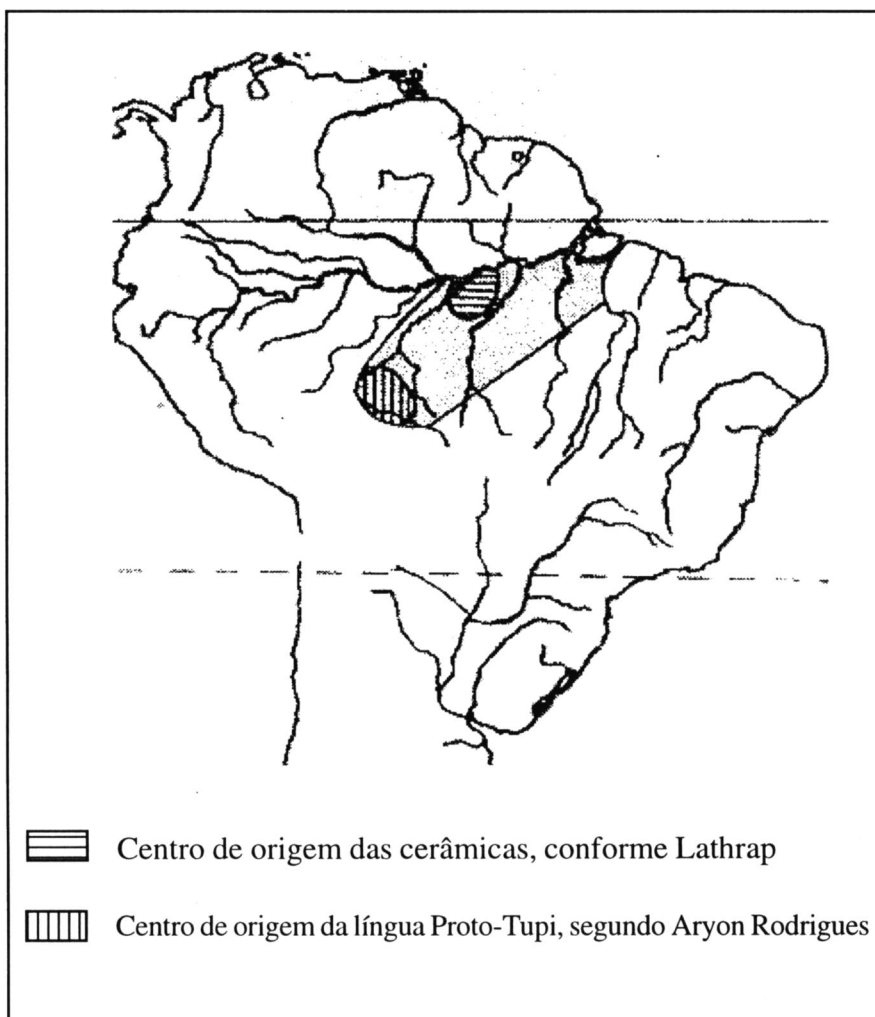 Centro de origem das cerâmicas, conforme Lathrap
Centro de origem da língua Proto-Tupi, segundo Aryon Rodrigues